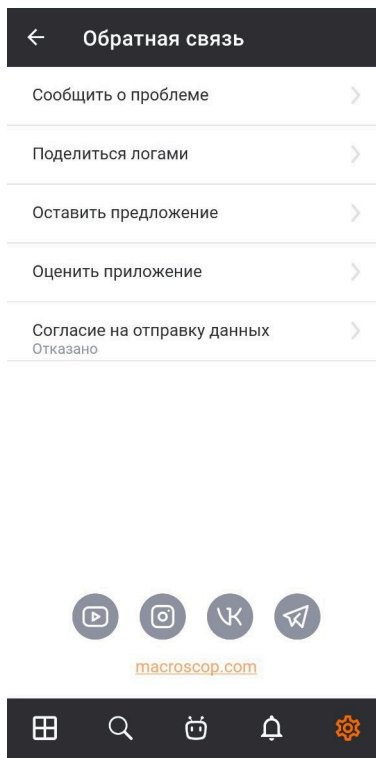 Обратная связь
Сообщить о проблеме
Поделиться логами
Оставить предложение
Оценить приложение
Согласие на отправку данных
Отказано
macroscop.com